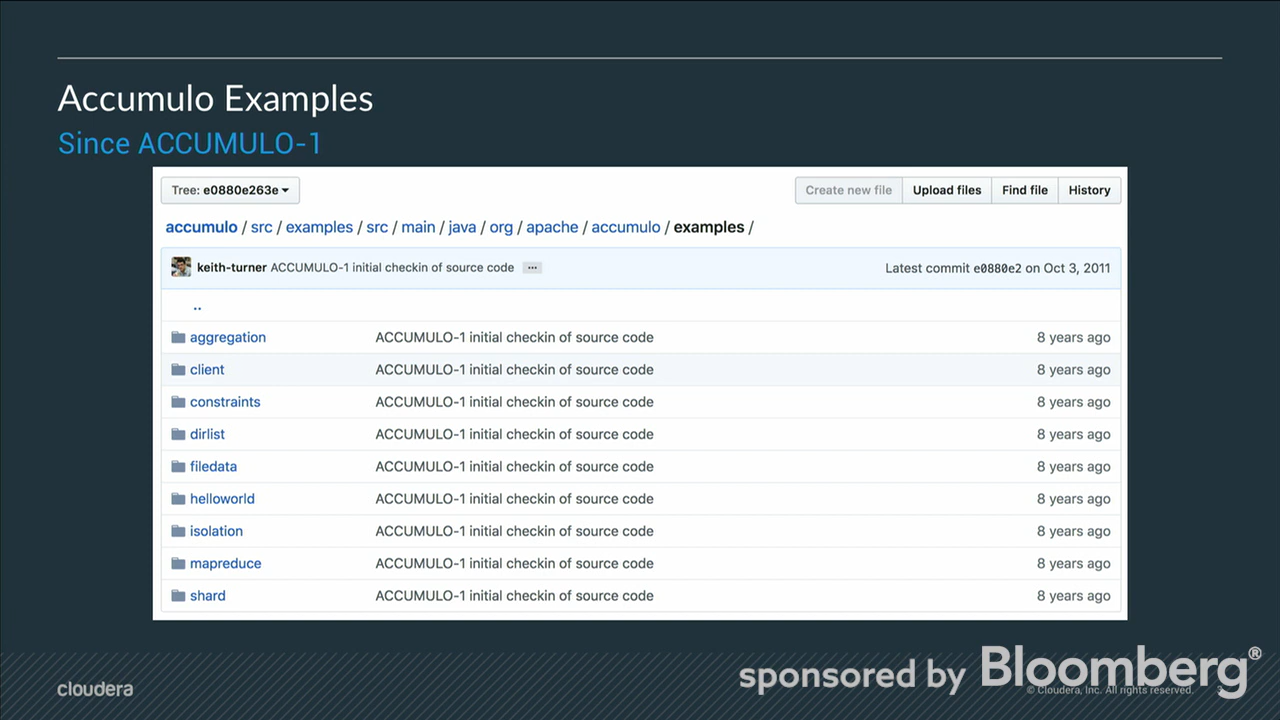 Accumulo Examples
Since ACCUMULO-1
Tree: e0880e263e
Create new file Upload files Find file History
accumulo / src / examples / src / main / java / org / apache / accumulo / examples /
keith-turner ACCUMULO-1 initial checkin of source code ... Latest commit e0880e2 on Oct 3, 2011
..
aggregation ACCUMULO-1 initial checkin of source code 8 years ago
client ACCUMULO-1 initial checkin of source code 8 years ago
constraints ACCUMULO-1 initial checkin of source code 8 years ago
dirlist ACCUMULO-1 initial checkin of source code 8 years ago
filedata ACCUMULO-1 initial checkin of source code 8 years ago
helloworld ACCUMULO-1 initial checkin of source code 8 years ago
isolation ACCUMULO-1 initial checkin of source code 8 years ago
mapreduce ACCUMULO-1 initial checkin of source code 8 years ago
shard ACCUMULO-1 initial checkin of source code 8 years ago
sponsored by Bloomberg®
cloudera © Cloudera, Inc. All rights reserved.